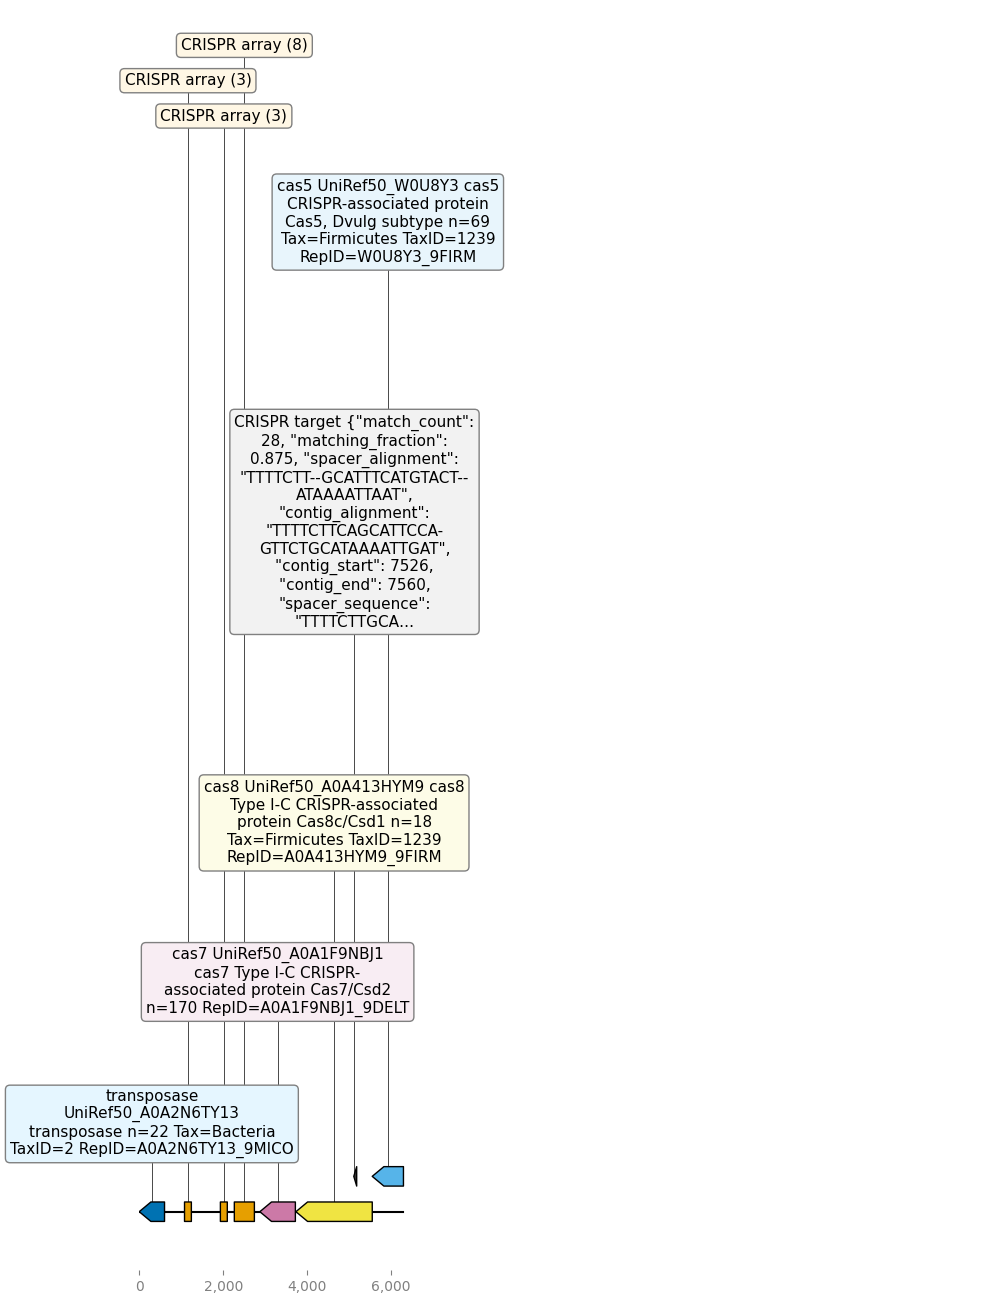 CRISPR array (8)
CRISPR array (3)
CRISPR array (3)
cas5 UniRef50_W0U8Y3 cas5
CRISPR-associated protein
Cas5, Dvulg subtype n=69
Tax=Firmicutes TaxID=1239
RepID=W0U8Y3_9FIRM
CRISPR target {"match_count":
28, "matching_fraction":
0.875, "spacer_alignment":
"TTTTCTT--GCATTTCATGTACT--
ATAAAATTAAT",
"contig_alignment":
"TTTTCTTCAGCATTCCA-
GTTCTGCATAAAATTGAT",
"contig_start": 7526,
"contig_end": 7560,
"spacer_sequence":
"TTTTCTTGCA...
cas8 UniRef50_A0A413HYM9 cas8
Type I-C CRISPR-associated
protein Cas8c/Csd1 n=18
Tax=Firmicutes TaxID=1239
RepID=A0A413HYM9_9FIRM
cas7 UniRef50_A0A1F9NBJ1
cas7 Type I-C CRISPR-
associated protein Cas7/Csd2
n=170 RepID=A0A1F9NBJ1_9DELT
transposase
UniRef50_A0A2N6TY13
transposase n=22 Tax=Bacteria
TaxID=2 RepID=A0A2N6TY13_9MICO
0 2,000 4,000 6,000